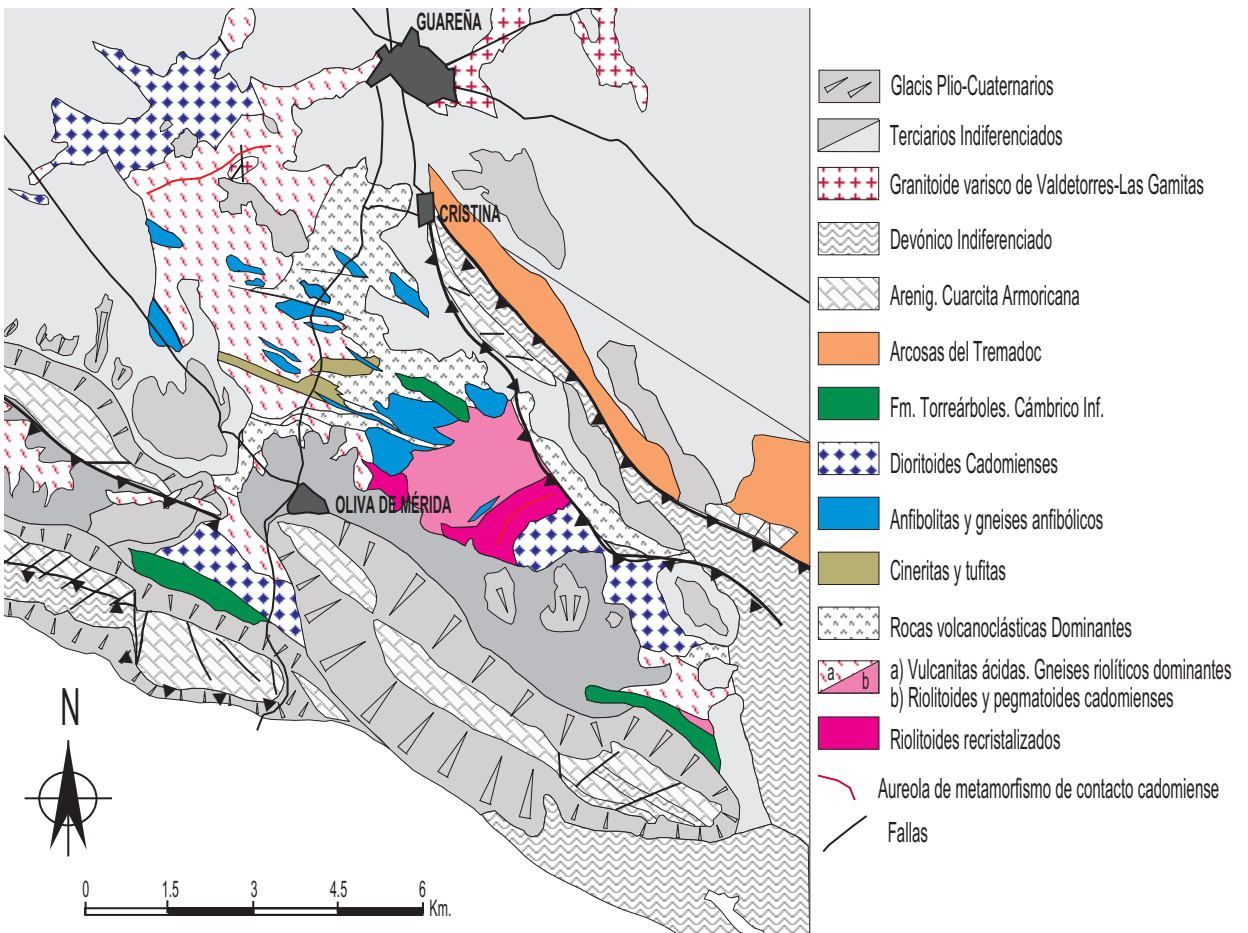 GUAREÑA
CRISTINA
OLIVA DE MÉRIDA
N
0 1.5 3 4.5 6
Km.
Glacis Plio-Cuaternarios
Terciarios Indiferenciados
Granitoide varisco de Valdetorres-Las Gamitas
Devónico Indiferenciado
Arenig. Cuarcita Armoricana
Arcosas del Tremadoc
Fm. Torreárboles. Cámbrico Inf.
Dioritoides Cadomienses
Anfibolitas y gneises anfibólicos
Cineritas y tufitas
Rocas volcanoclásticas Dominantes
a b
a) Vulcanitas ácidas. Gneises riolíticos dominantes
b) Riolitoides y pegmatoides cadomienses
Riolitoides recristalizados
Aureola de metamorfismo de contacto cadomiense
Fallas